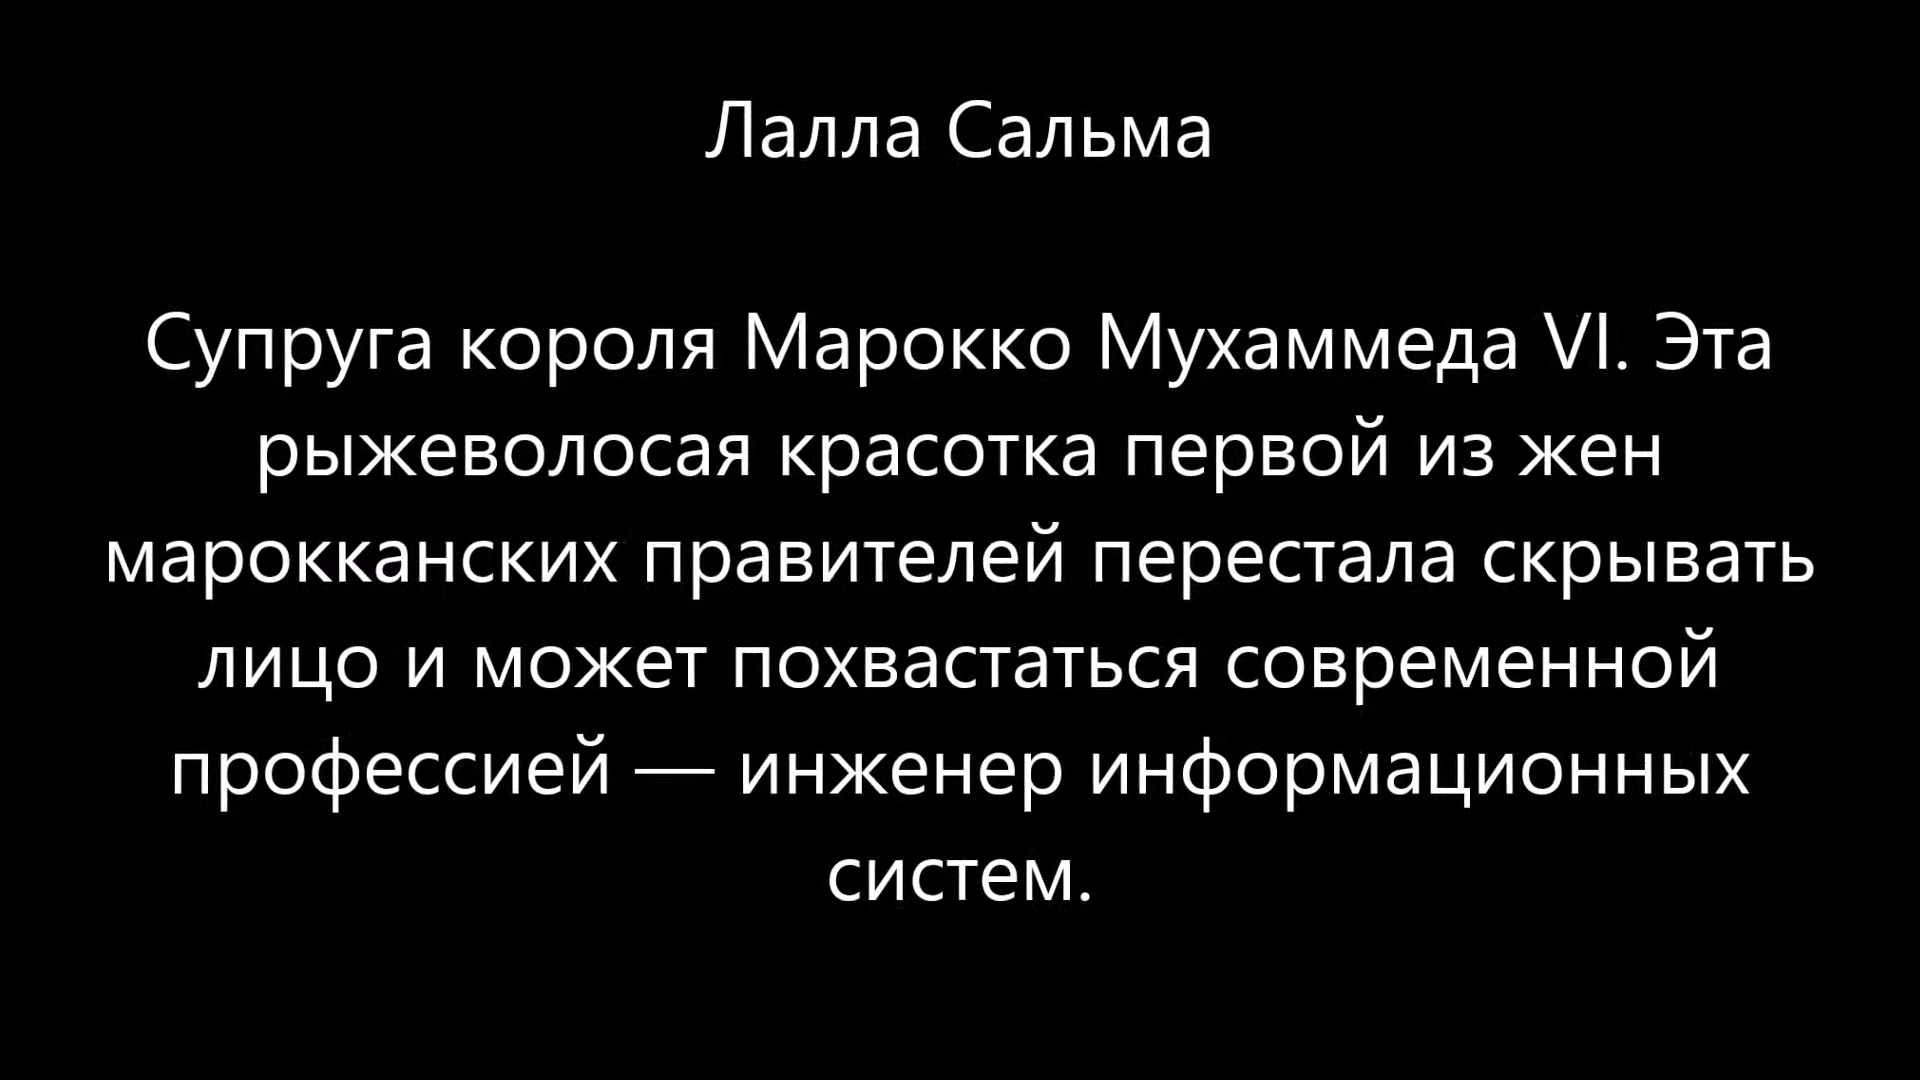 Лалла Сальма
Супруга короля Марокко Мухаммеда VI. Эта
рыжеволосая красотка первой из жен
марокканских правителей перестала скрывать
лицо и может похвастаться современной
профессией — инженер информационных
систем.